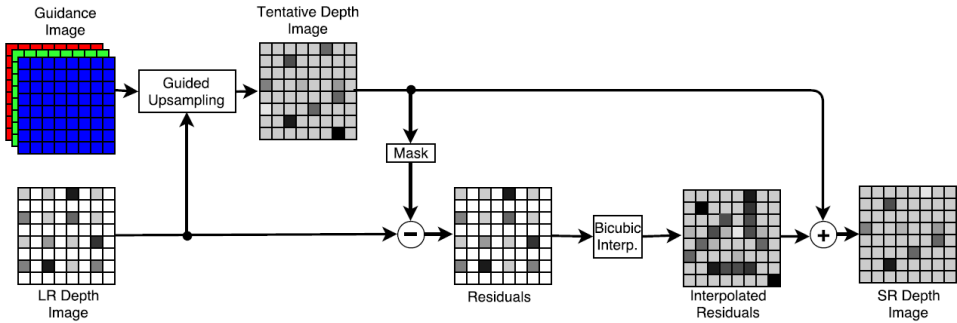 Guidance
Image
Tentative Depth
Image
Guided
Upsampling
Mask
Bicubic
Interp.
LR Depth
Image
Residuals
Interpolated
Residuals
SR Depth
Image